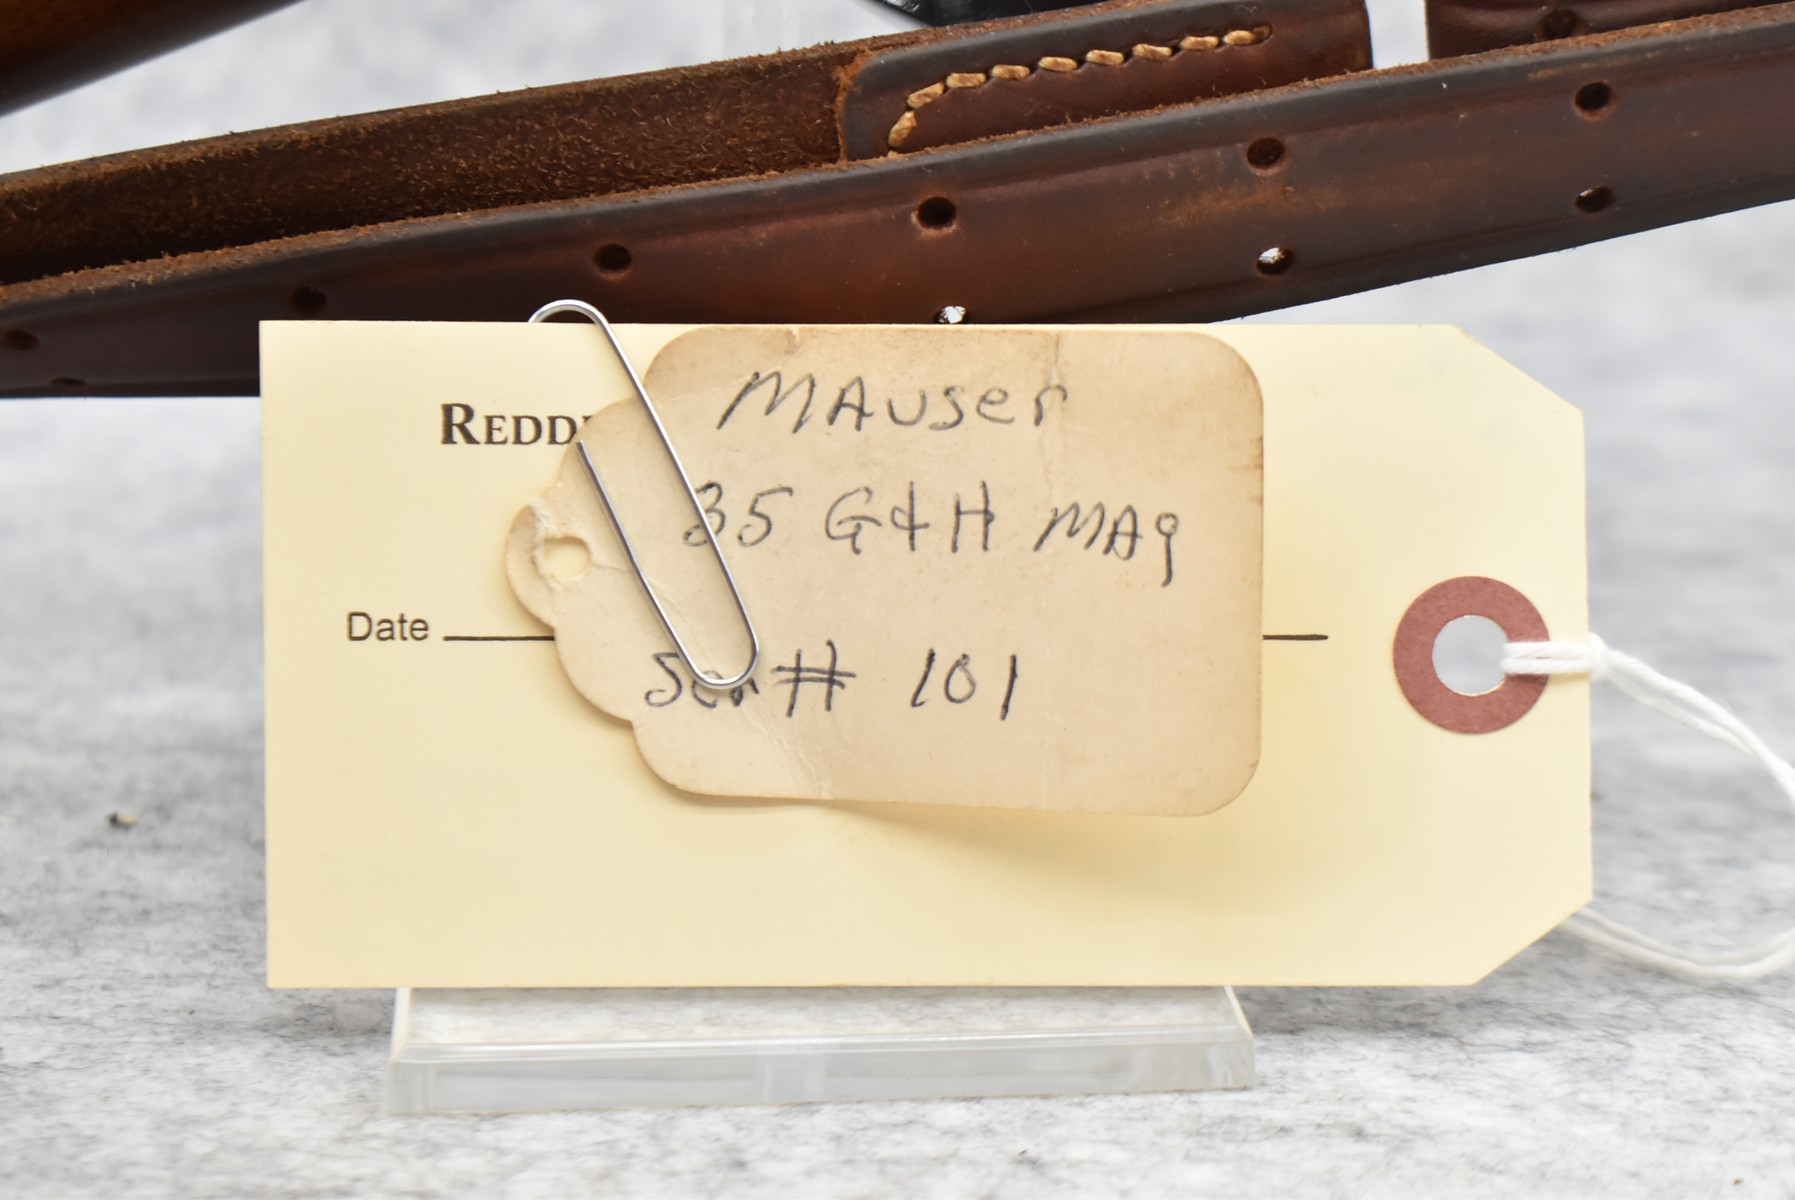 REDD
MAuser
35 G&H MAg
Date
Ser # 101